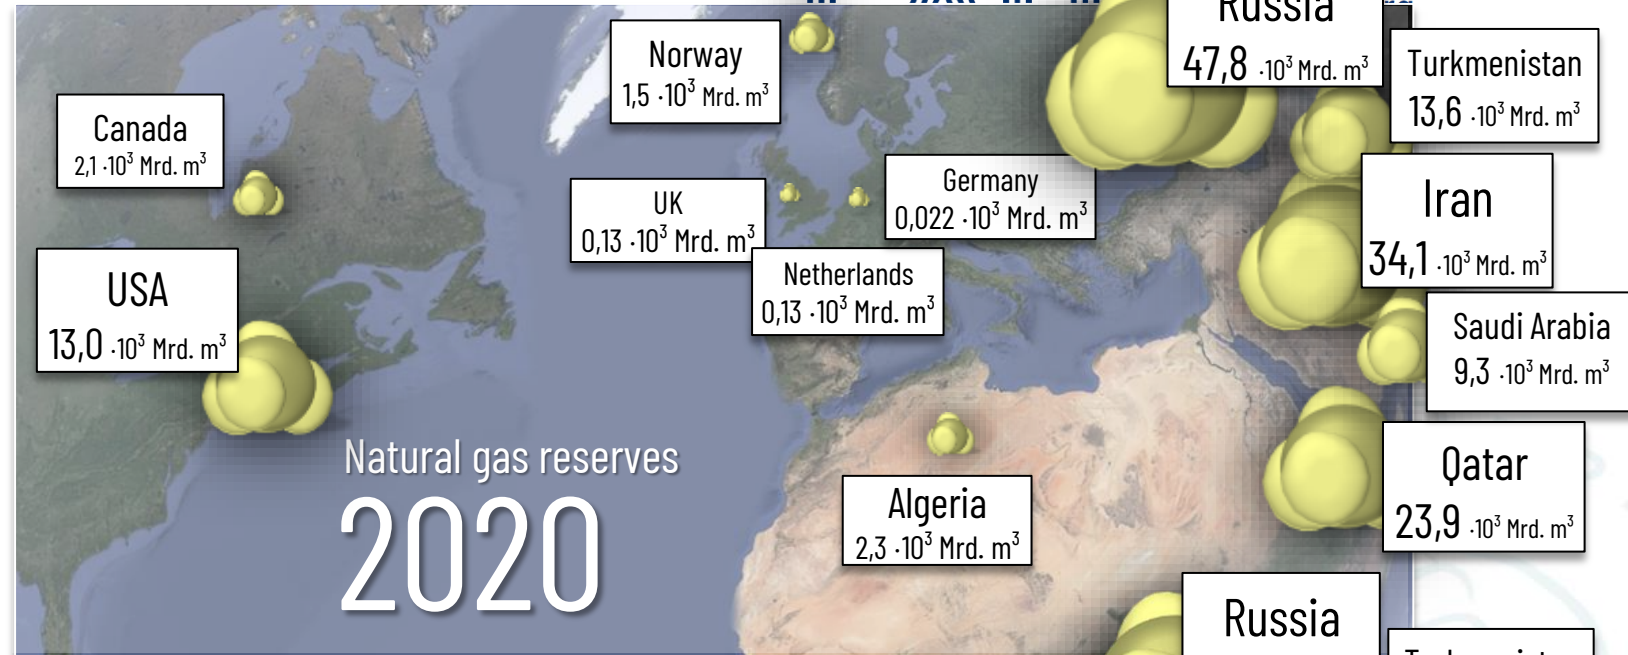 Russia
47,8 ·10³ Mrd. m³
Norway
1,5 ·10³ Mrd. m³
Turkmenistan
13,6 ·10³ Mrd. m³
Canada
2,1 ·10³ Mrd. m³
Germany
0,022 ·10³ Mrd. m³
Iran
34,1 ·10³ Mrd. m³
UK
0,13 ·10³ Mrd. m³
USA
13,0 ·10³ Mrd. m³
Netherlands
0,13 ·10³ Mrd. m³
Saudi Arabia
9,3 ·10³ Mrd. m³
Natural gas reserves
2020
Algeria
2,3 ·10³ Mrd. m³
Qatar
23,9 ·10³ Mrd. m³
Russia